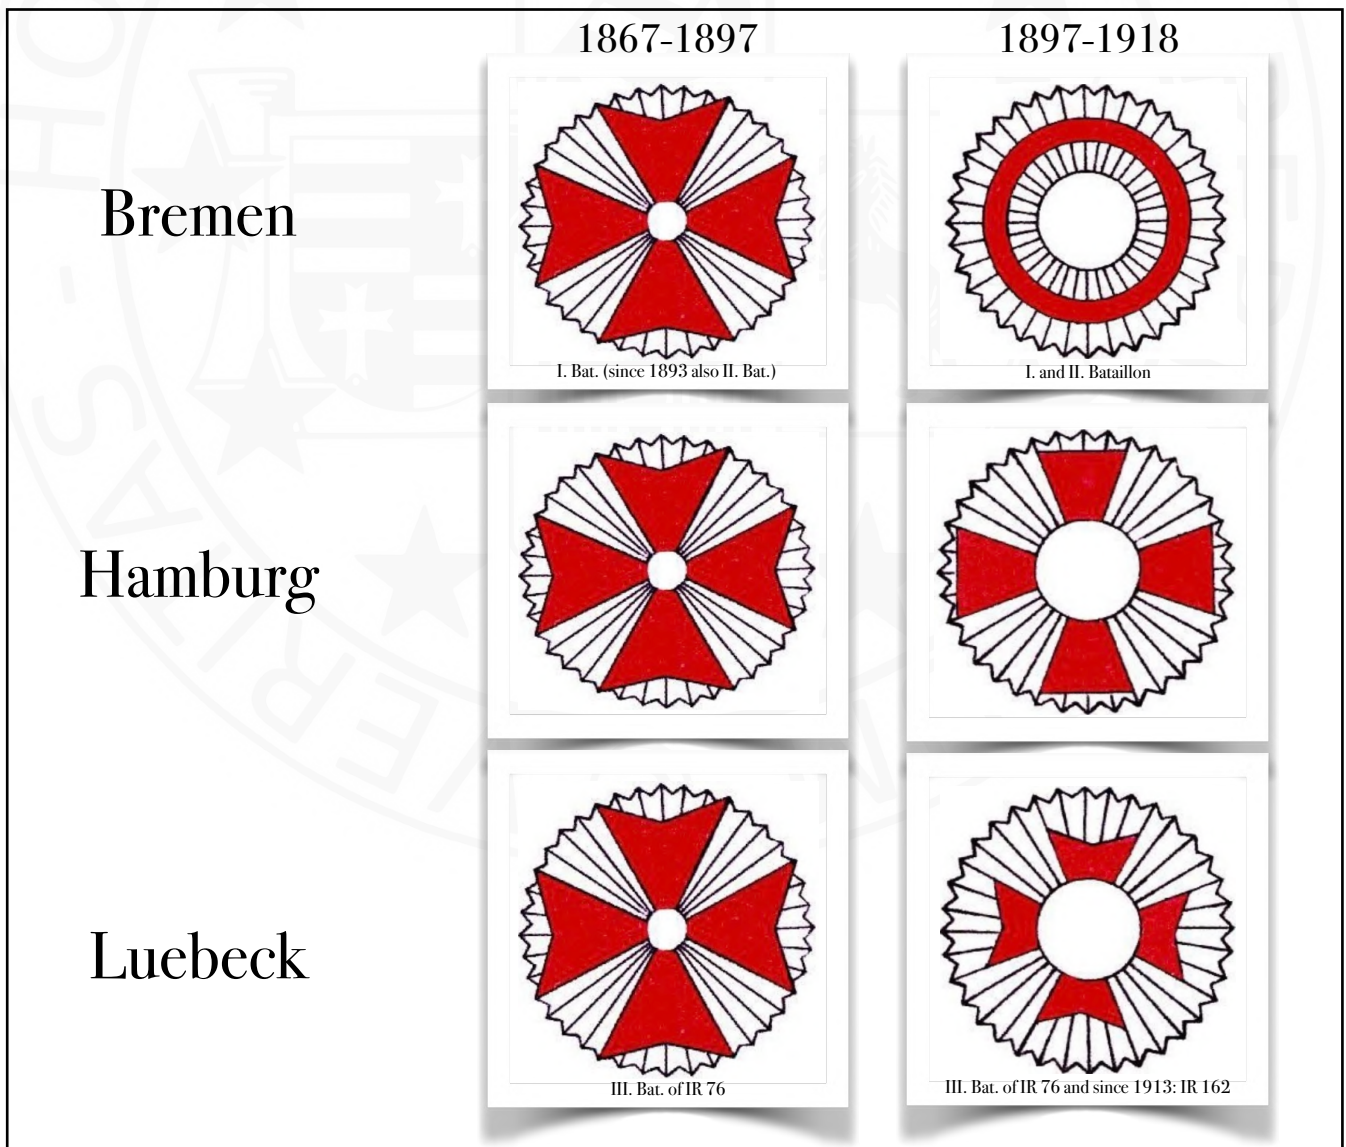 1867-1897
1897-1918
Bremen
I. Bat. (since 1893 also II. Bat.)
I. and II. Bataillon
Hamburg
Luebeck
III. Bat. of IR 76
III. Bat. of IR 76 and since 1913: IR 162